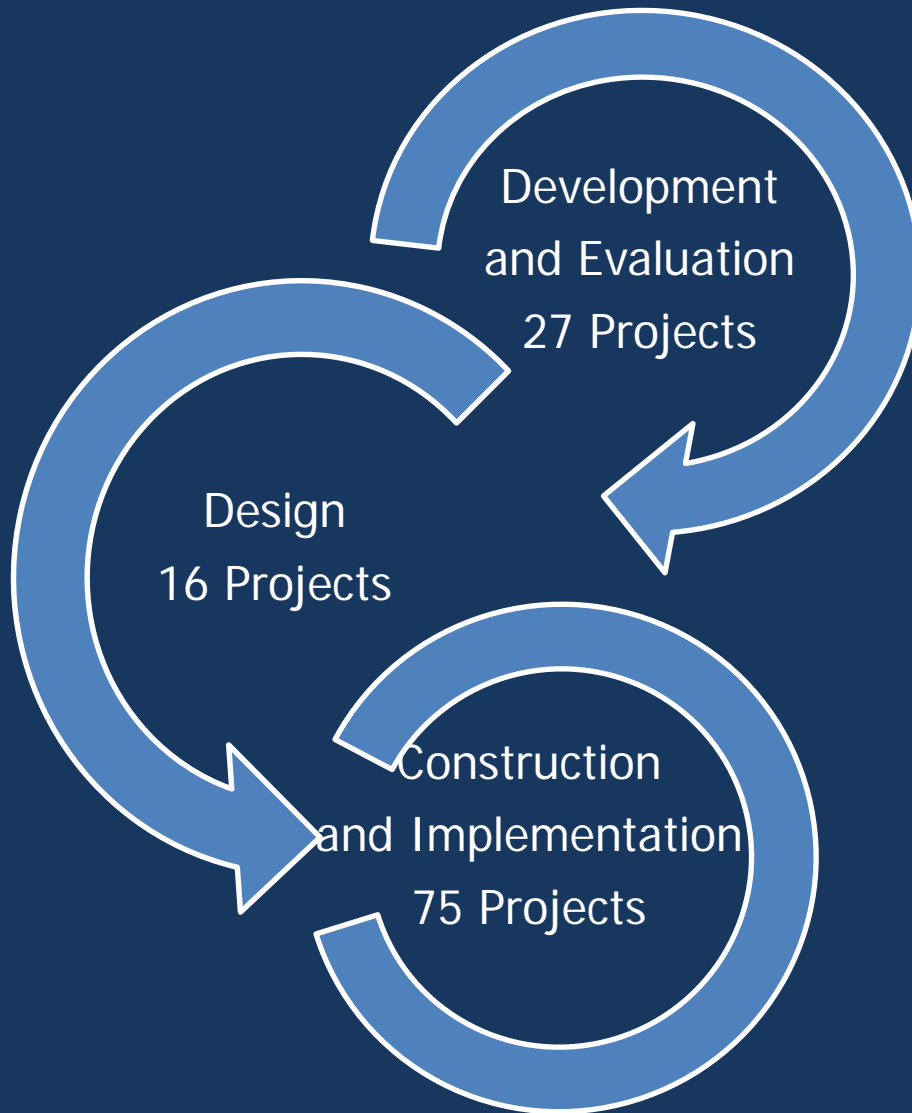 Development
and Evaluation
27 Projects
Design
16 Projects
Construction
and Implementation
75 Projects